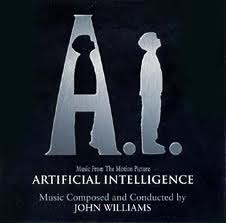 A.I.
Music From The Motion Picture
ARTIFICIAL INTELLIGENCE
Music Composed and Conducted by
JOHN WILLIAMS